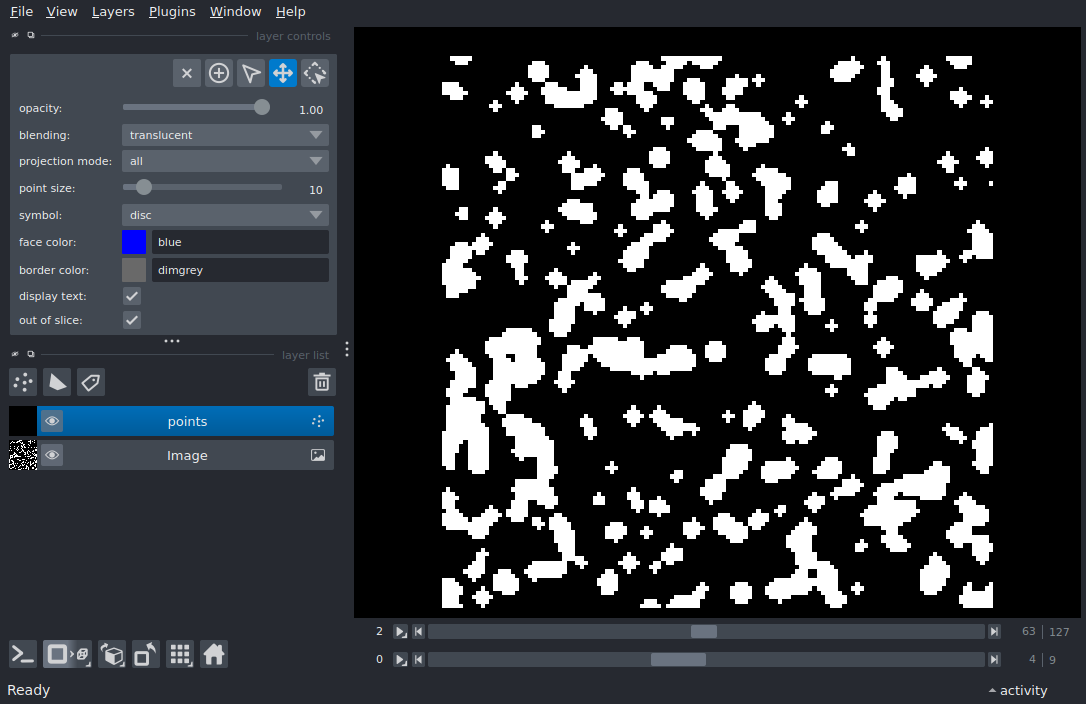 File View Layers Plugins Window Help
layer controls
opacity: 1.00
blending: translucent
projection mode: all
point size: 10
symbol: disc
face color: blue
border color: dimgrey
display text:
out of slice:
layer list
points
Image
2 63 127
0 4 9
Ready activity